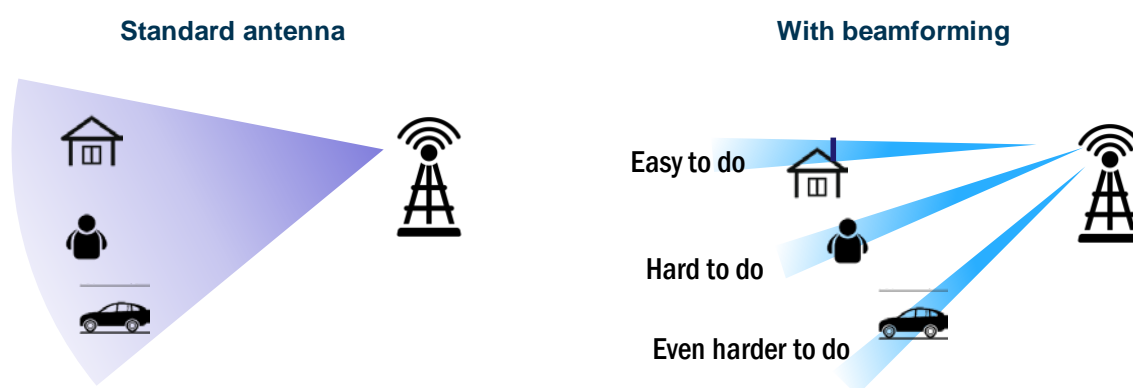 Standard antenna
With beamforming
Easy to do
Hard to do
Even harder to do